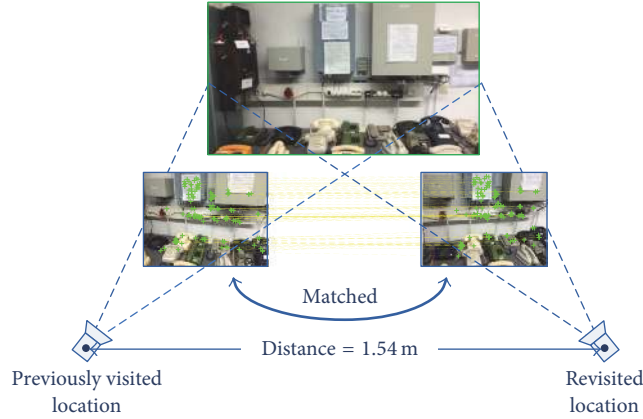 Matched
Distance = 1.54 m
Previously visited
location
Revisited
location